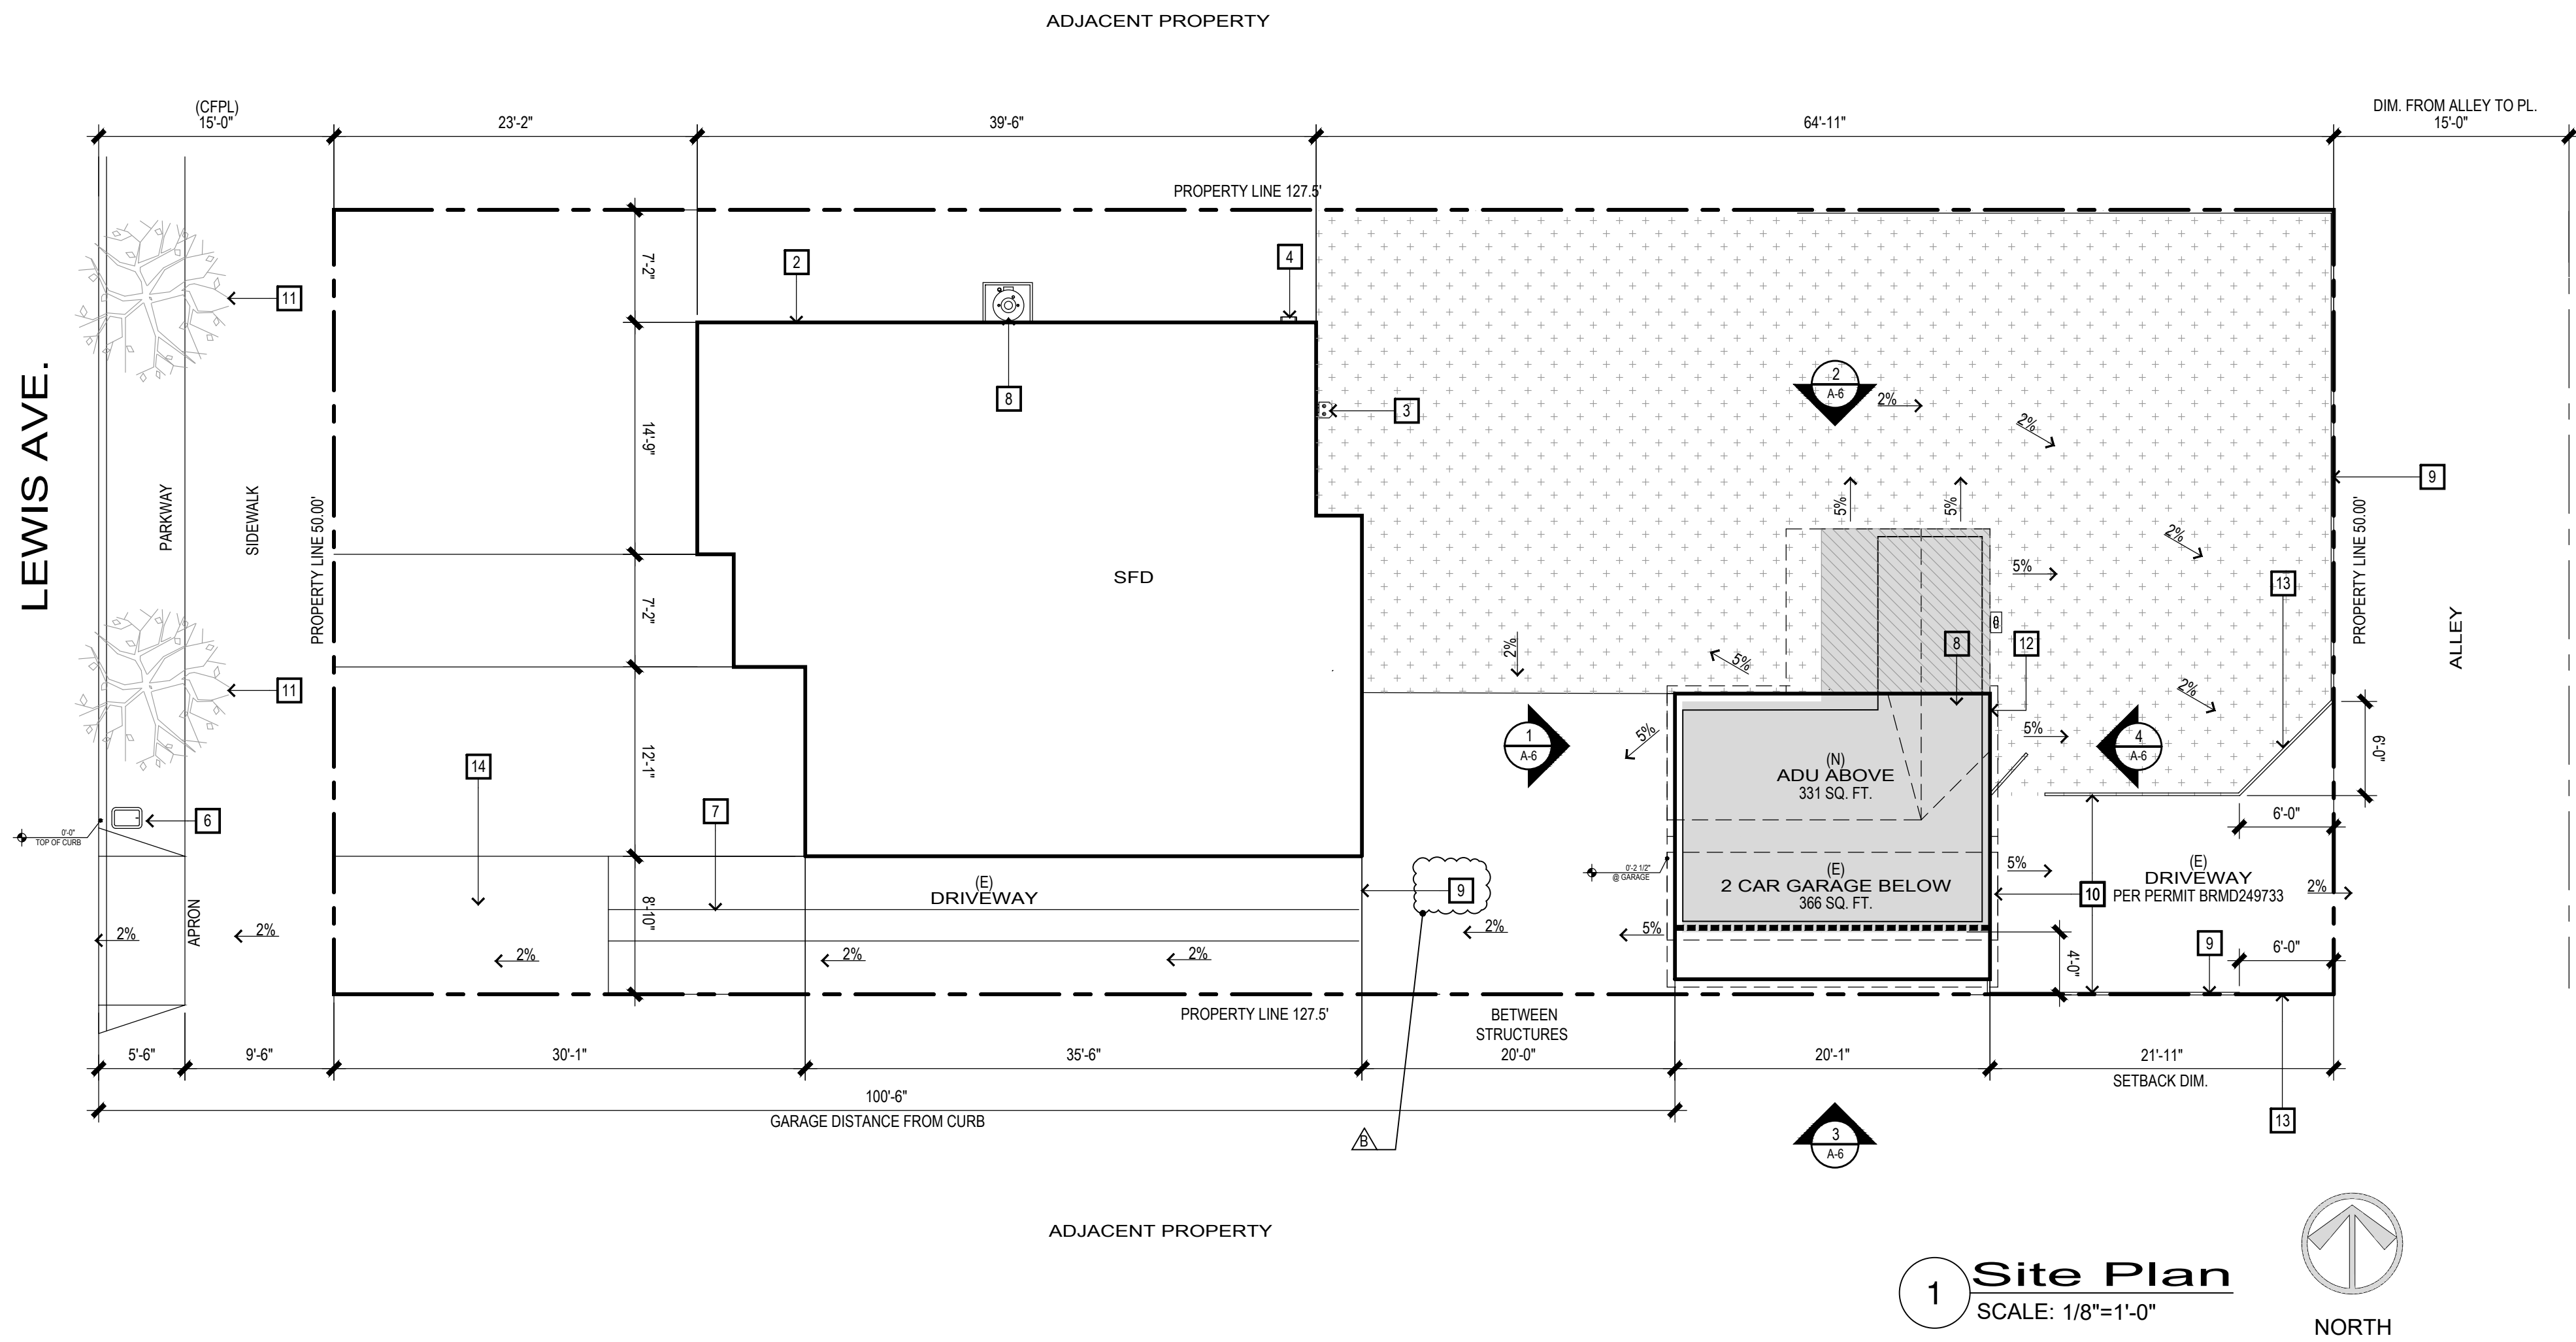 ADJACENT PROPERTY
(CFPL)
15'-0"
23'-2"
39'-6"
64'-11"
DIM. FROM ALLEY TO PL.
15'-0"
PROPERTY LINE 127.5'
7'-2"
2
4
11
8
3
2
A-6
2%
2%
14'-9"
LEWIS AVE.
PARKWAY
SIDEWALK
PROPERTY LINE 50.00'
9
5%
5%
2%
SFD
5%
13
PROPERTY LINE 50.00'
ALLEY
7'-2"
8
12
2%
5%
11
2%
5%
1
A-6
5%
4
A-6
6'-0"
14
12'-1"
(N)
ADU ABOVE
331 SQ. FT.
7
6
0'-0"
TOP OF CURB
6'-0"
(E)
DRIVEWAY
8'-10"
9
0'-2 1/2"
@ GARAGE
(E)
2 CAR GARAGE BELOW
366 SQ. FT.
5%
10
(E)
DRIVEWAY
PER PERMIT BRMD249733
2%
APRON
2%
2%
2%
2%
2%
2%
5%
4'-0"
9
6'-0"
PROPERTY LINE 127.5'
BETWEEN
STRUCTURES
5'-6"
9'-6"
30'-1"
35'-6"
20'-0"
20'-1"
21'-11"
SETBACK DIM.
100'-6"
GARAGE DISTANCE FROM CURB
B
3
A-6
13
ADJACENT PROPERTY
1
Site Plan
SCALE: 1/8"=1'-0"
NORTH